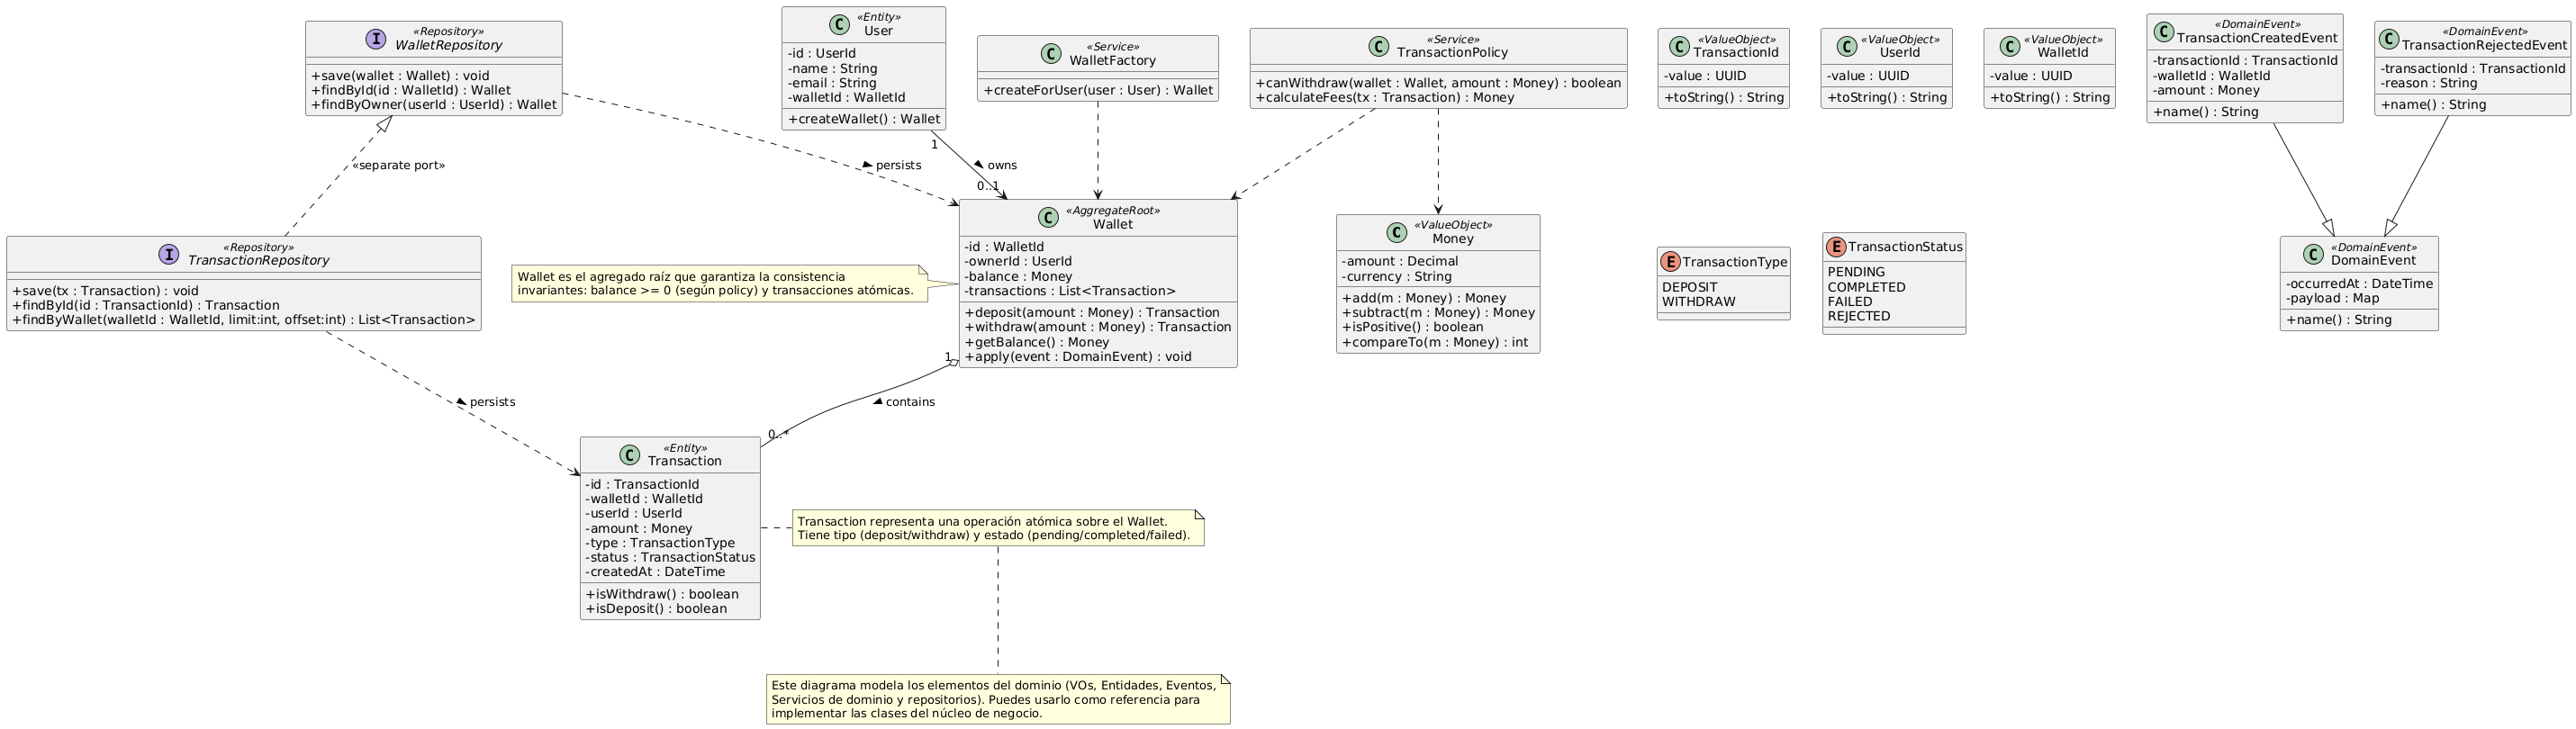 «Repository»
WalletRepository
+save(wallet : Wallet) : void
+findById(id : WalletId) : Wallet
+findByOwner(userId : UserId) : Wallet
«Entity»
User
-id : UserId
-name : String
-email : String
-walletId : WalletId
+createWallet() : Wallet
«Service»
WalletFactory
+createForUser(user : User) : Wallet
«Service»
TransactionPolicy
+canWithdraw(wallet : Wallet, amount : Money) : boolean
+calculateFees(tx : Transaction) : Money
«ValueObject»
TransactionId
-value : UUID
+toString() : String
«ValueObject»
UserId
-value : UUID
+toString() : String
«ValueObject»
WalletId
-value : UUID
+toString() : String
«DomainEvent»
TransactionCreatedEvent
-transactionId : TransactionId
-walletId : WalletId
-amount : Money
+name() : String
«DomainEvent»
TransactionRejectedEvent
-transactionId : TransactionId
-reason : String
+name() : String
«separate port»
persists
1
owns
0..1
«Repository»
TransactionRepository
+save(tx : Transaction) : void
+findById(id : TransactionId) : Transaction
+findByWallet(walletId : WalletId, limit:int, offset:int) : List<Transaction>
Wallet es el agregado raíz que garantiza la consistencia
invariantes: balance >= 0 (según policy) y transacciones atómicas.
«AggregateRoot»
Wallet
-id : WalletId
-ownerId : UserId
-balance : Money
-transactions : List<Transaction>
+deposit(amount : Money) : Transaction
+withdraw(amount : Money) : Transaction
+getBalance() : Money
+apply(event : DomainEvent) : void
«ValueObject»
Money
-amount : Decimal
-currency : String
+add(m : Money) : Money
+subtract(m : Money) : Money
+isPositive() : boolean
+compareTo(m : Money) : int
TransactionType
DEPOSIT
WITHDRAW
TransactionStatus
PENDING
COMPLETED
FAILED
REJECTED
«DomainEvent»
DomainEvent
-occurredAt : DateTime
-payload : Map
+name() : String
persists
1
contains
0..*
«Entity»
Transaction
-id : TransactionId
-walletId : WalletId
-userId : UserId
-amount : Money
-type : TransactionType
-status : TransactionStatus
-createdAt : DateTime
+isWithdraw() : boolean
+isDeposit() : boolean
Transaction representa una operación atómica sobre el Wallet.
Tiene tipo (deposit/withdraw) y estado (pending/completed/failed).
Este diagrama modela los elementos del dominio (VOs, Entidades, Eventos,
Servicios de dominio y repositorios). Puedes usarlo como referencia para
implementar las clases del núcleo de negocio.